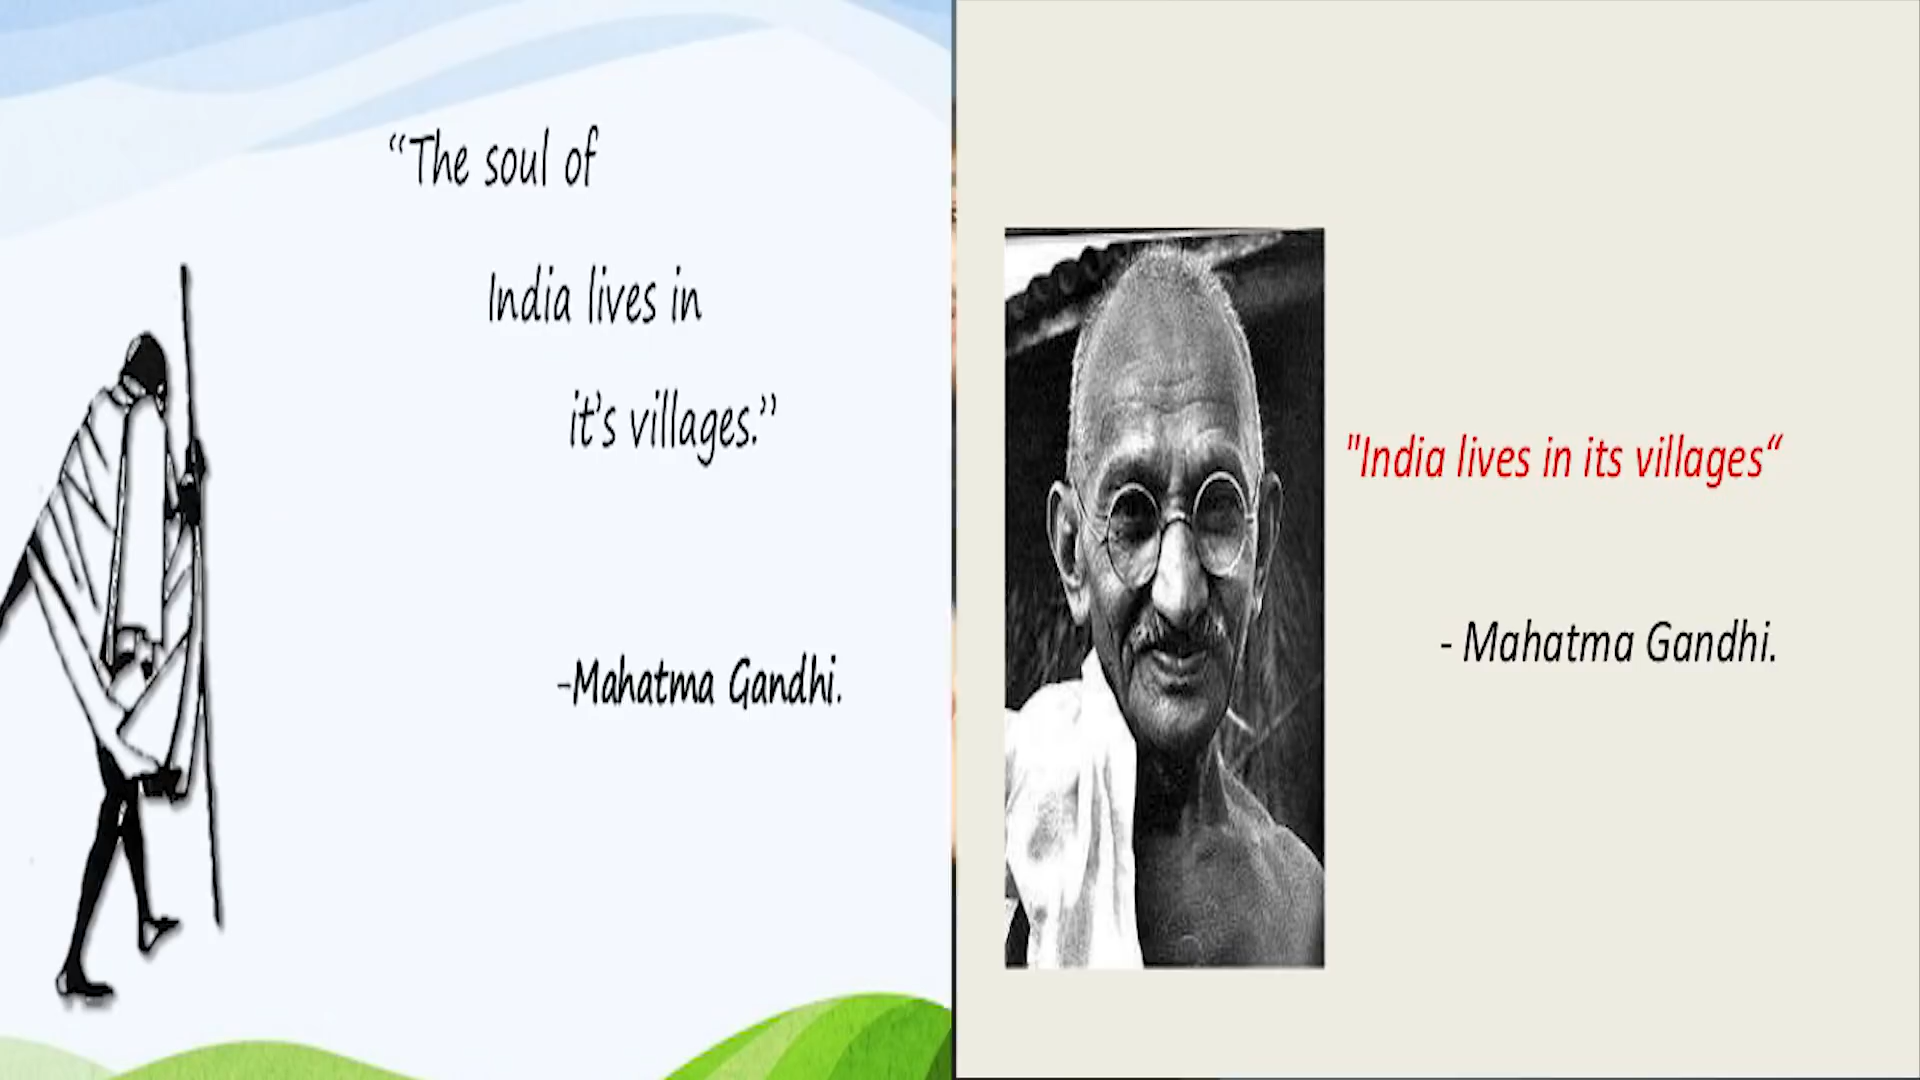 “The soul of
India lives in
it’s villages.”
-Mahatma Gandhi.
"India lives in its villages“
- Mahatma Gandhi.